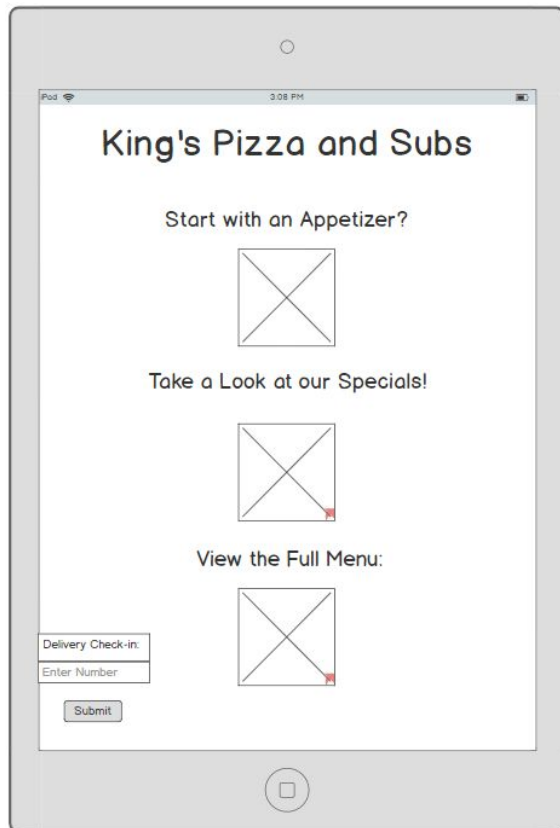 iPod 3:08 PM
King's Pizza and Subs
Start with an Appetizer?
Take a Look at our Specials!
View the Full Menu:
Delivery Check-in:
Enter Number
Submit